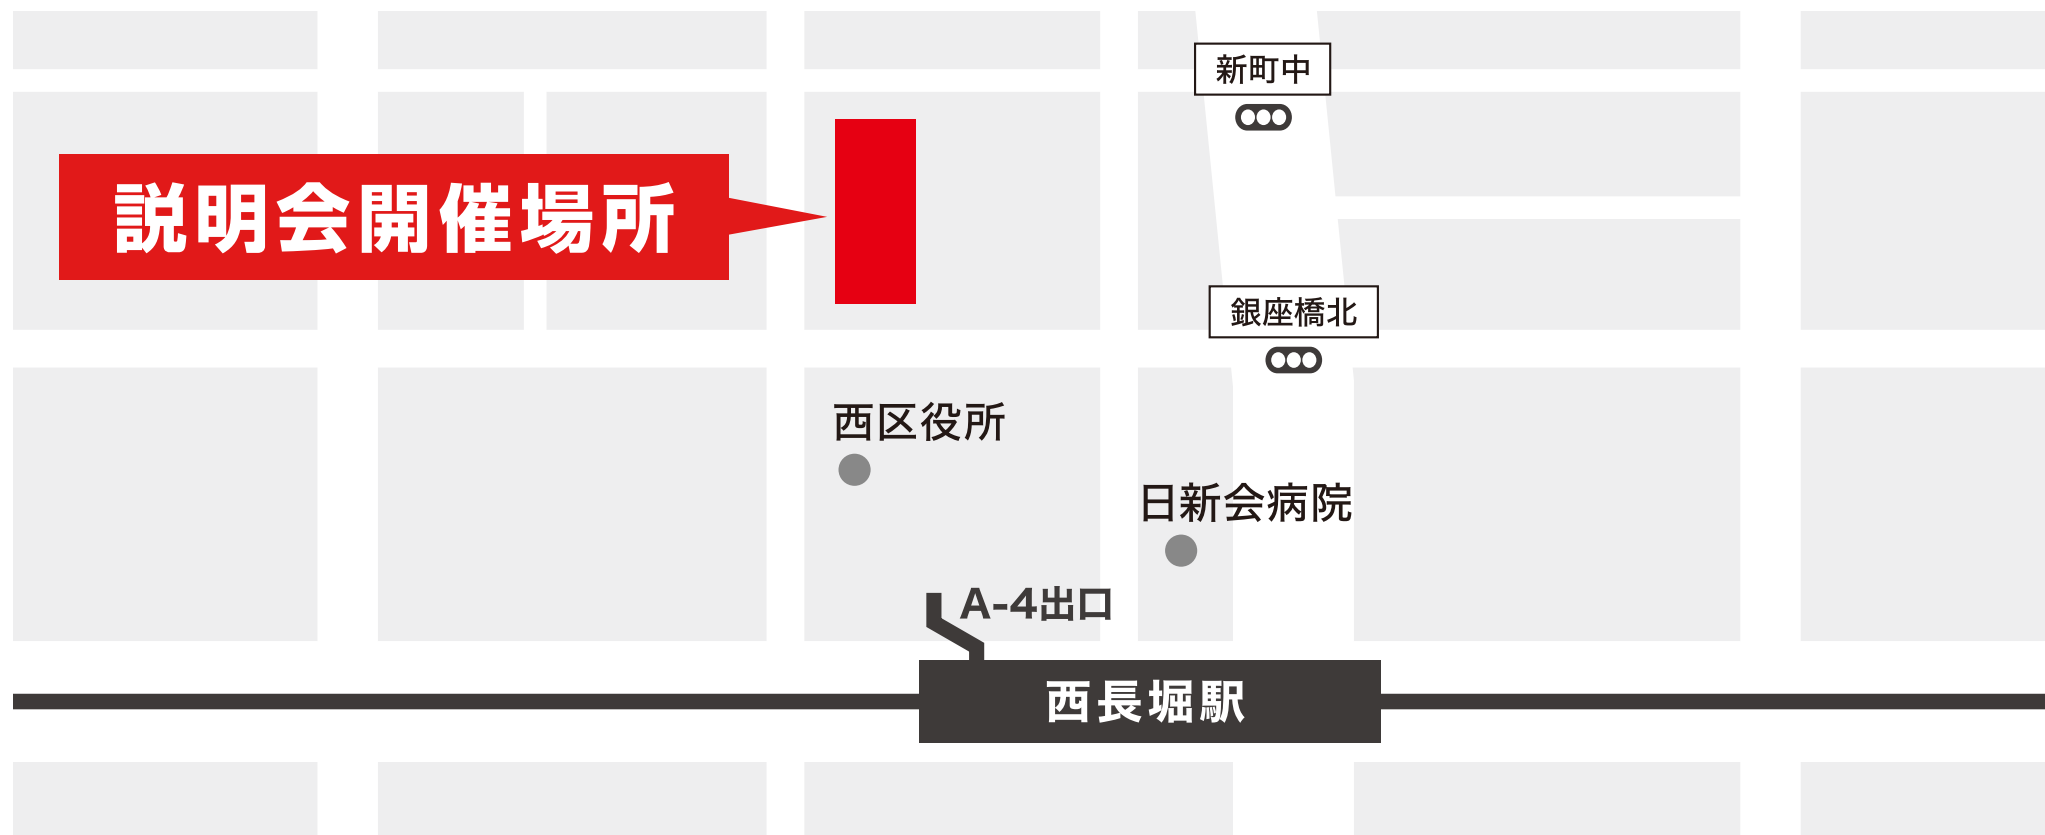 新町中
説明会開催場所
銀座橋北
西区役所
日新会病院
A-4出口
西長堀駅